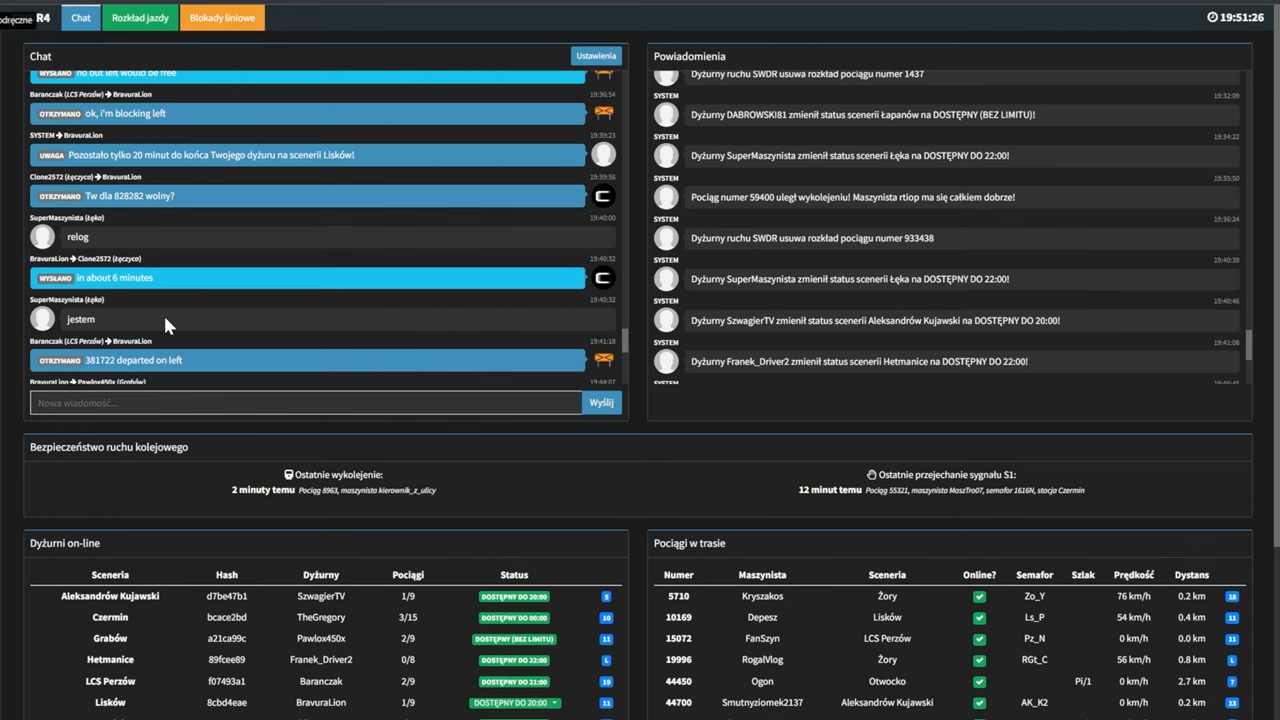 odręczne R4 Chat Rozkład jazdy Blokady liniowe 19:51:26
Chat Ustawienia
WYSŁANO no but left would be free
Baranczak (LCS Perzów) → BravuraLion 19:36:54
OTRZYMANO ok, i'm blocking left
SYSTEM → BravuraLion 19:39:23
UWAGA Pozostało tylko 20 minut do końca Twojego dyżuru na scenerii Lisków!
Clone2572 (Łęczyca) → BravuraLion 19:39:56
OTRZYMANO Tw dla 828282 wolny?
SuperMaszynista (Łęka) 19:40:00
relog
BravuraLion → Clone2572 (Łęczyca) 19:40:32
WYSŁANO in about 6 minutes
SuperMaszynista (Łęka) 19:40:32
jestem
Baranczak (LCS Perzów) → BravuraLion 19:41:18
OTRZYMANO 381722 departed on left
BravuraLion → Pawlox450x (Grabów) 19:44:07
Nowa wiadomość... Wyślij
Powiadomienia
Dyżurny ruchu SWDR usuwa rozkład pociągu numer 1437
SYSTEM 19:32:09
Dyżurny DABROWSKI81 zmienił status scenerii Łapanów na DOSTĘPNY (BEZ LIMITU)!
SYSTEM 19:34:22
Dyżurny SuperMaszynista zmienił status scenerii Łęka na DOSTĘPNY DO 22:00!
SYSTEM 19:35:50
Pociąg numer 59400 uległ wykolejeniu! Maszynista rtiop ma się całkiem dobrze!
SYSTEM 19:36:24
Dyżurny ruchu SWDR usuwa rozkład pociągu numer 933438
SYSTEM 19:40:39
Dyżurny SuperMaszynista zmienił status scenerii Łęka na DOSTĘPNY DO 22:00!
SYSTEM 19:40:46
Dyżurny SzwagierTV zmienił status scenerii Aleksandrów Kujawski na DOSTĘPNY DO 20:00!
SYSTEM 19:41:08
Dyżurny Franek_Driver2 zmienił status scenerii Hetmanice na DOSTĘPNY DO 22:00!
SYSTEM
Bezpieczeństwo ruchu kolejowego
Ostatnie wykolejenie:
2 minuty temu Pociąg 8963, maszynista kierownik_z_ulicy
Ostatnie przejechanie sygnału S1:
12 minut temu Pociąg 55321, maszynista MaszTro07, semafor 1616N, stacja Czermin
Dyżurni on-line
Sceneria Hash Dyżurny Pociągi Status
Aleksandrów Kujawski d7be47b1 SzwagierTV 1/9 DOSTĘPNY DO 20:00 5
Czermin bcace2bd TheGregory 3/15 DOSTĘPNY DO 00:00 10
Grabów a21ca99c Pawlox450x 2/9 DOSTĘPNY (BEZ LIMITU) 11
Hetmanice 89fcee89 Franek_Driver2 0/8 DOSTĘPNY DO 22:00 L
LCS Perzów f07493a1 Baranczak 2/9 DOSTĘPNY DO 21:00 19
Lisków 8cbd4eae BravuraLion 2/9 DOSTĘPNY DO 20:00 11
Pociągi w trasie
Numer Maszynista Sceneria Online? Semafor Szlak Prędkość Dystans
5710 Kryszakos Żory Zo_Y 76 km/h 0.2 km 18
10169 Depesz Lisków Ls_P 54 km/h 0.4 km 11
15072 FanSzyn LCS Perzów Pz_N 0 km/h 0.0 km 11
19996 RogalVlog Żory RGt_C 56 km/h 0.8 km L
44450 Ogon Otwocko Pi/1 0 km/h 2.7 km 7
44700 Smutnyziomek2137 Aleksandrów Kujawski AK_K2 0 km/h 0.2 km 13